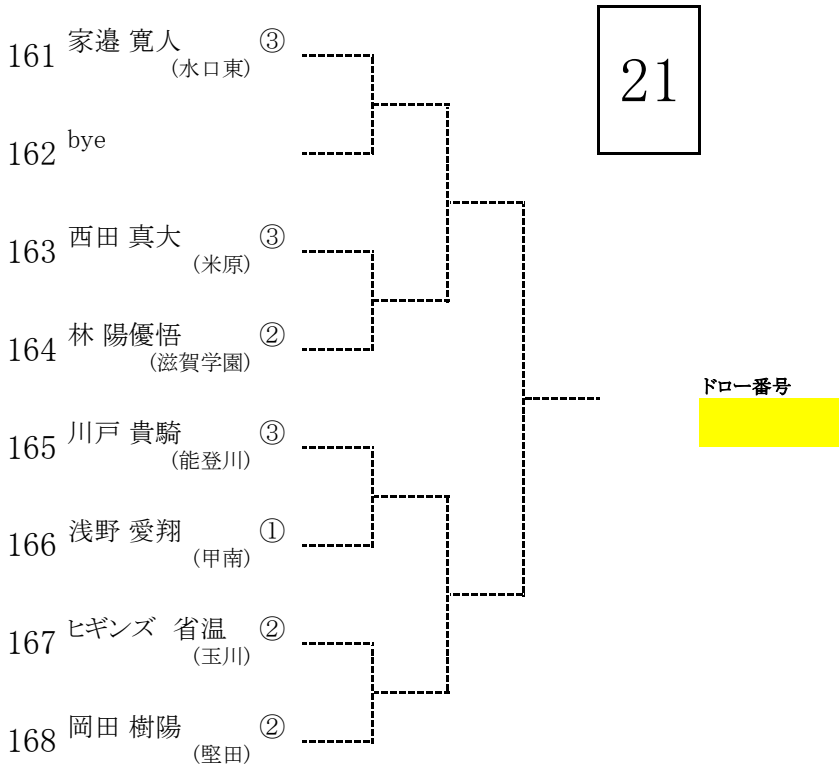 21
161 家邉 寛人 ③
(水口東)
162 bye
163 西田 真大 ③
(米原)
164 林 陽優悟 ②
(滋賀学園)
ドロー番号
165 川戸 貴騎 ③
(能登川)
166 浅野 愛翔 ①
(甲南)
167 ヒギンズ 省温 ②
(玉川)
168 岡田 樹陽 ②
(堅田)